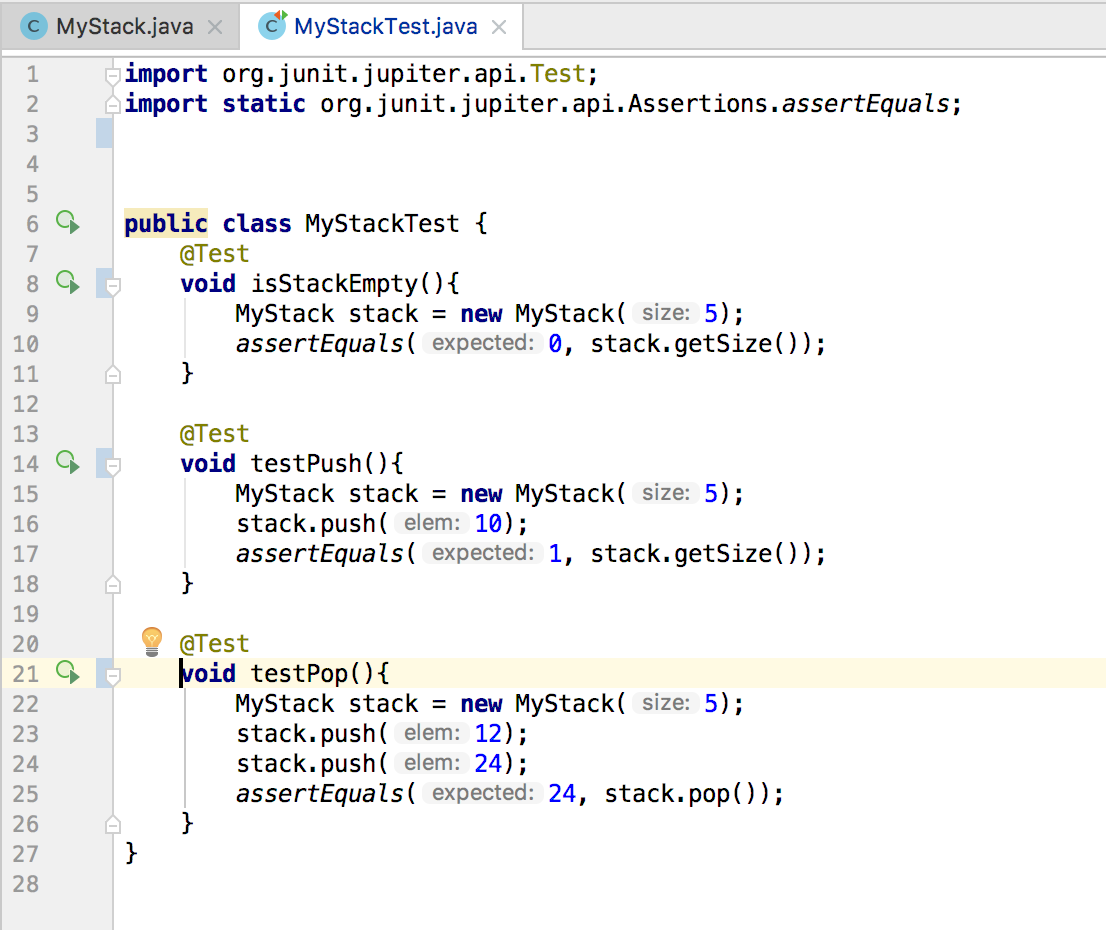 MyStack.java MyStackTest.java
1 import org.junit.jupiter.api.Test;
2 import static org.junit.jupiter.api.Assertions.assertEquals;
3
4
5
6 public class MyStackTest {
7 @Test
8 void isStackEmpty(){
9 MyStack stack = new MyStack( size: 5);
10 assertEquals( expected: 0, stack.getSize());
11 }
12
13 @Test
14 void testPush(){
15 MyStack stack = new MyStack( size: 5);
16 stack.push( elem: 10);
17 assertEquals( expected: 1, stack.getSize());
18 }
19
20 @Test
21 void testPop(){
22 MyStack stack = new MyStack( size: 5);
23 stack.push( elem: 12);
24 stack.push( elem: 24);
25 assertEquals( expected: 24, stack.pop());
26 }
27 }
28